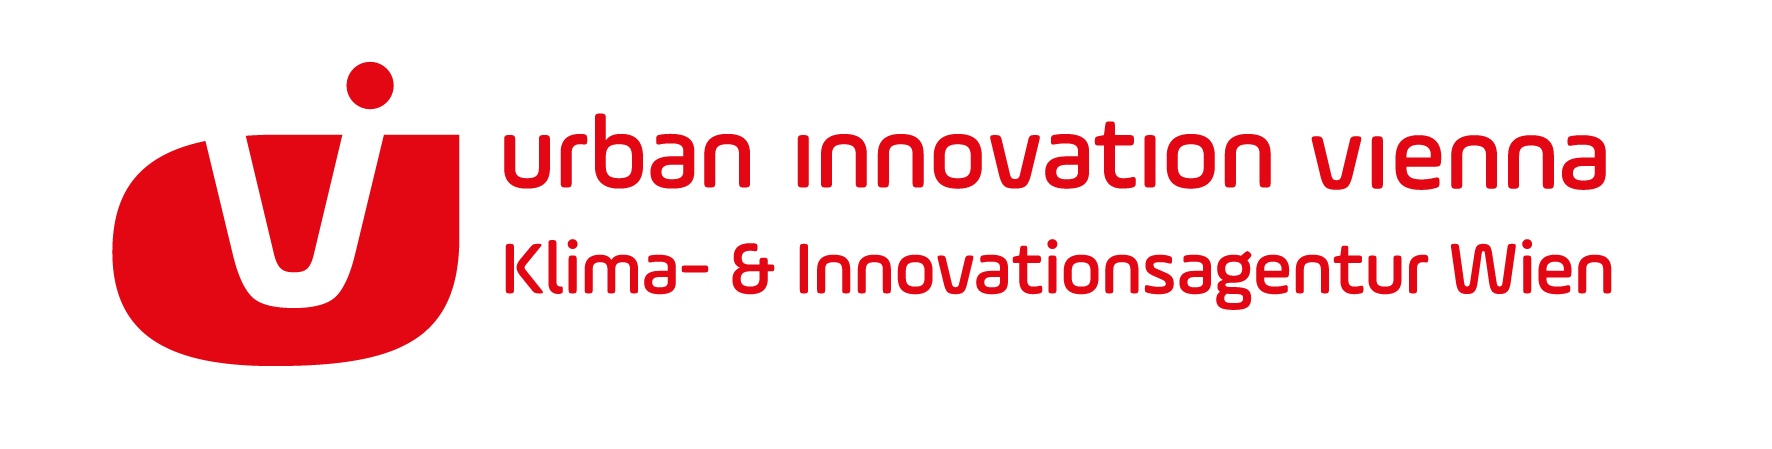 urban innovation vienna
Klima- & Innovationsagentur Wien